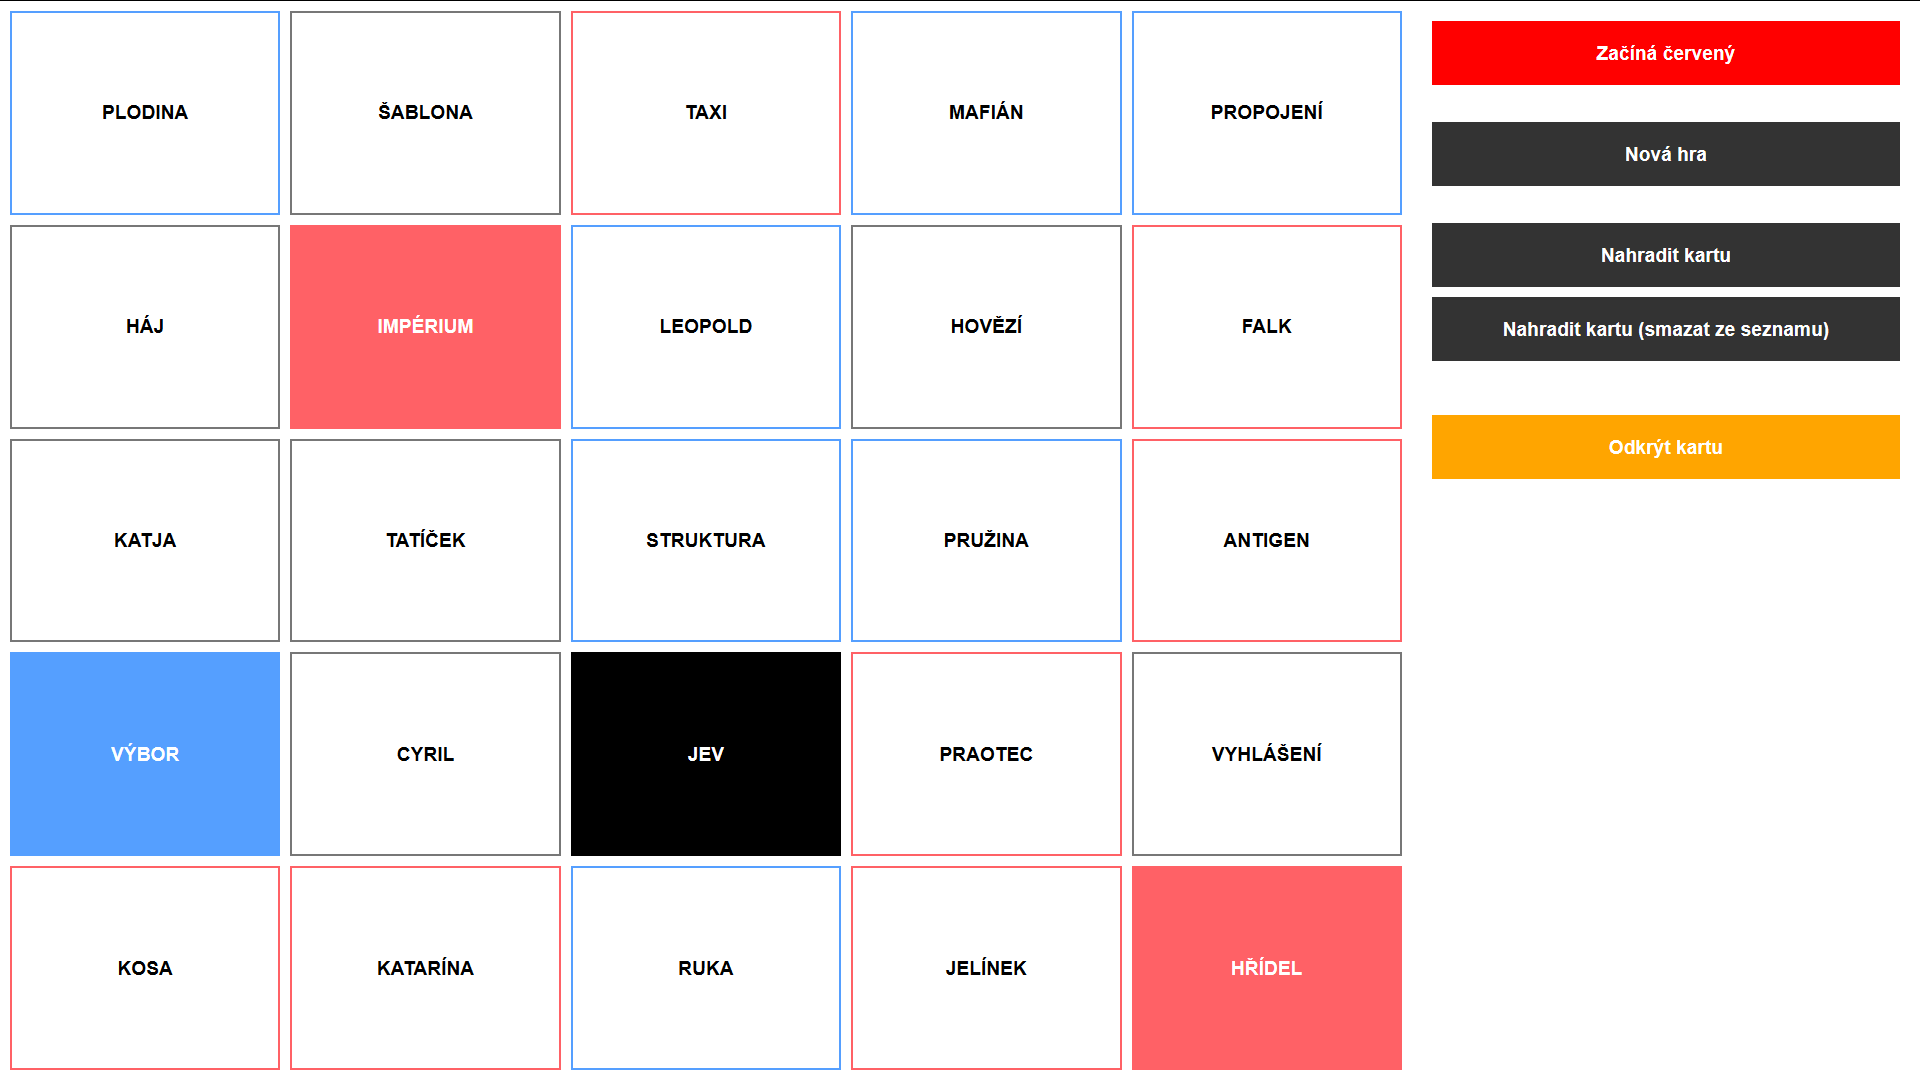 PLODINA
ŠABLONA
TAXI
MAFIÁN
PROPOJENÍ
HÁJ
IMPÉRIUM
LEOPOLD
HOVĚZÍ
FALK
KATJA
TATÍČEK
STRUKTURA
PRUŽINA
ANTIGEN
VÝBOR
CYRIL
JEV
PRAOTEC
VYHLÁŠENÍ
KOSA
KATARÍNA
RUKA
JELÍNEK
HŘÍDEL
Začíná červený
Nová hra
Nahradit kartu
Nahradit kartu (smazat ze seznamu)
Odkrýt kartu